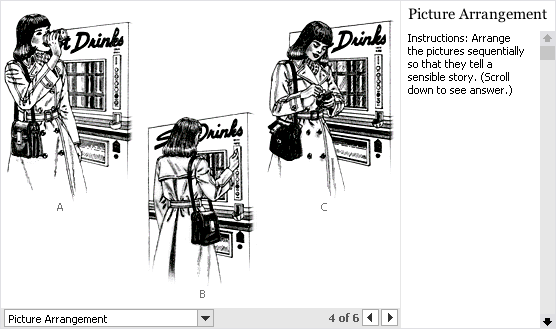 t Drinks
Drinks
A
S Drinks
C
B
Picture Arrangement
4 of 6
Picture Arrangement
Instructions: Arrange
the pictures sequentially
so that they tell a
sensible story. (Scroll
down to see answer.)